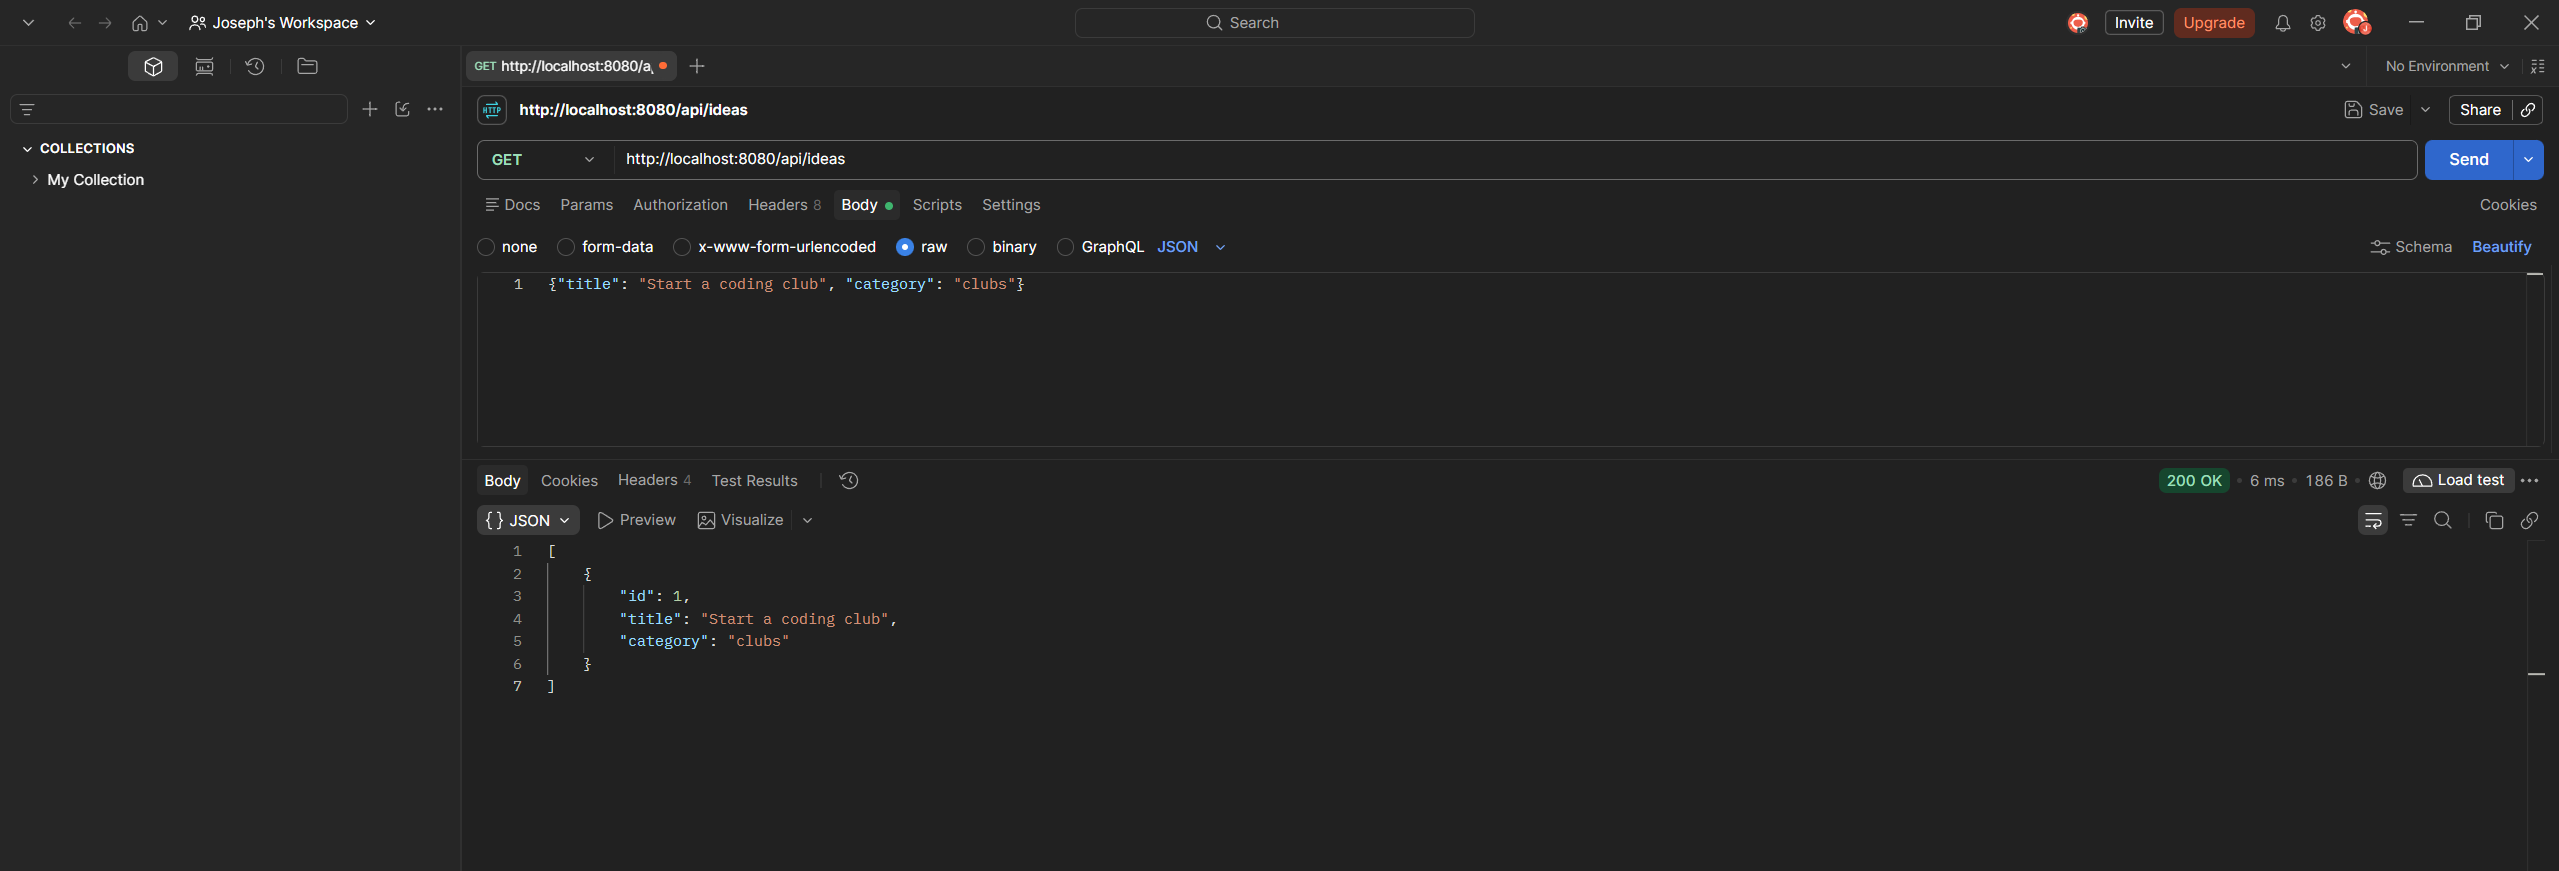 Joseph's Workspace
Search
Invite
Upgrade
GET http://localhost:8080/a
No Environment
HTTP
http://localhost:8080/api/ideas
Save
Share
COLLECTIONS
My Collection
GET
http://localhost:8080/api/ideas
Send
Docs
Params
Authorization
Headers 8
Body
Scripts
Settings
Cookies
none
form-data
x-www-form-urlencoded
raw
binary
GraphQL
JSON
Schema
Beautify
1 {"title": "Start a coding club", "category": "clubs"}
Body
Cookies
Headers 4
Test Results
200 OK
6 ms
186 B
Load test
{} JSON
Preview
Visualize
1 [
2 {
3 "id": 1,
4 "title": "Start a coding club",
5 "category": "clubs"
6 }
7 ]